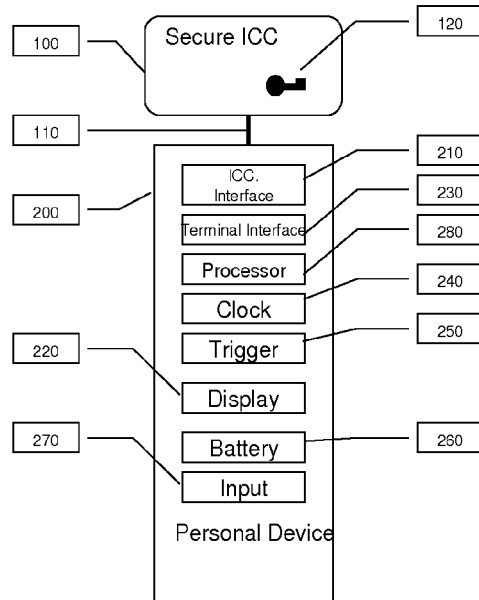 120
Secure ICC
100
110
210
ICC.
Interface
200
230
Terminal Interface
280
Processor
240
Clock
250
Trigger
220
Display
270
260
Battery
Input
Personal Device